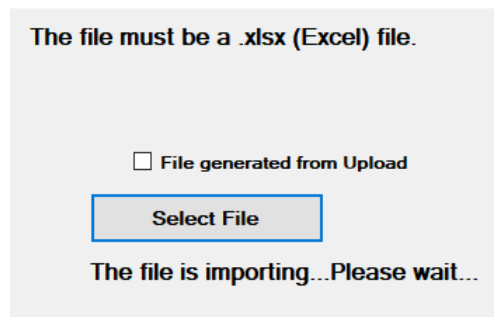 The file must be a .xlsx (Excel) file.
File generated from Upload
Select File
The file is importing...Please wait...